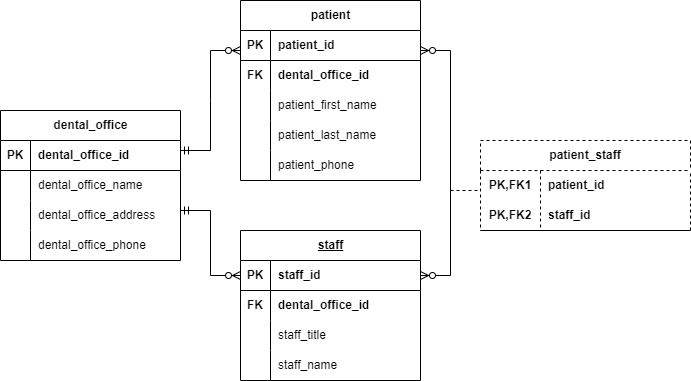 patient
PK patient_id
FK dental_office_id
patient_first_name
patient_last_name
patient_phone
dental_office
PK dental_office_id
dental_office_name
dental_office_address
dental_office_phone
patient_staff
PK,FK1 patient_id
PK,FK2 staff_id
staff
PK staff_id
FK dental_office_id
staff_title
staff_name